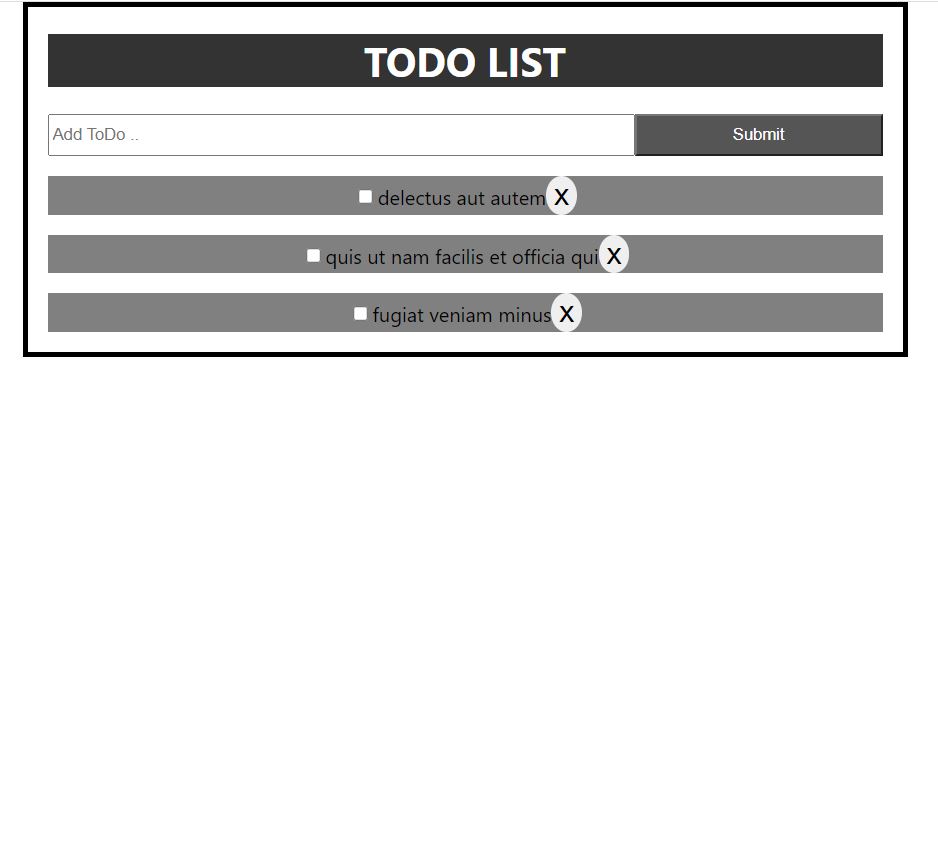 TODO LIST
Add ToDo ..
Submit
delectus aut autem X
quis ut nam facilis et officia qui X
fugiat veniam minus X